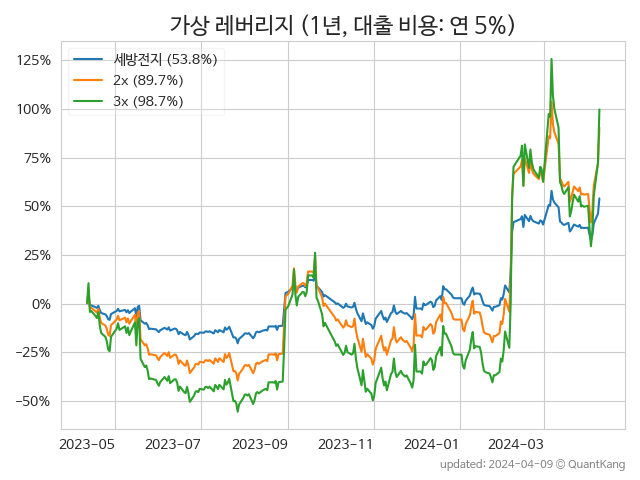 가상 레버리지 (1년, 대출 비용: 연 5%)
세방전지 (53.8%)
2x (89.7%)
3x (98.7%)
125%
100%
75%
50%
25%
0%
−25%
−50%
2023-05
2023-07
2023-09
2023-11
2024-01
2024-03
updated: 2024-04-09 © QuantKang